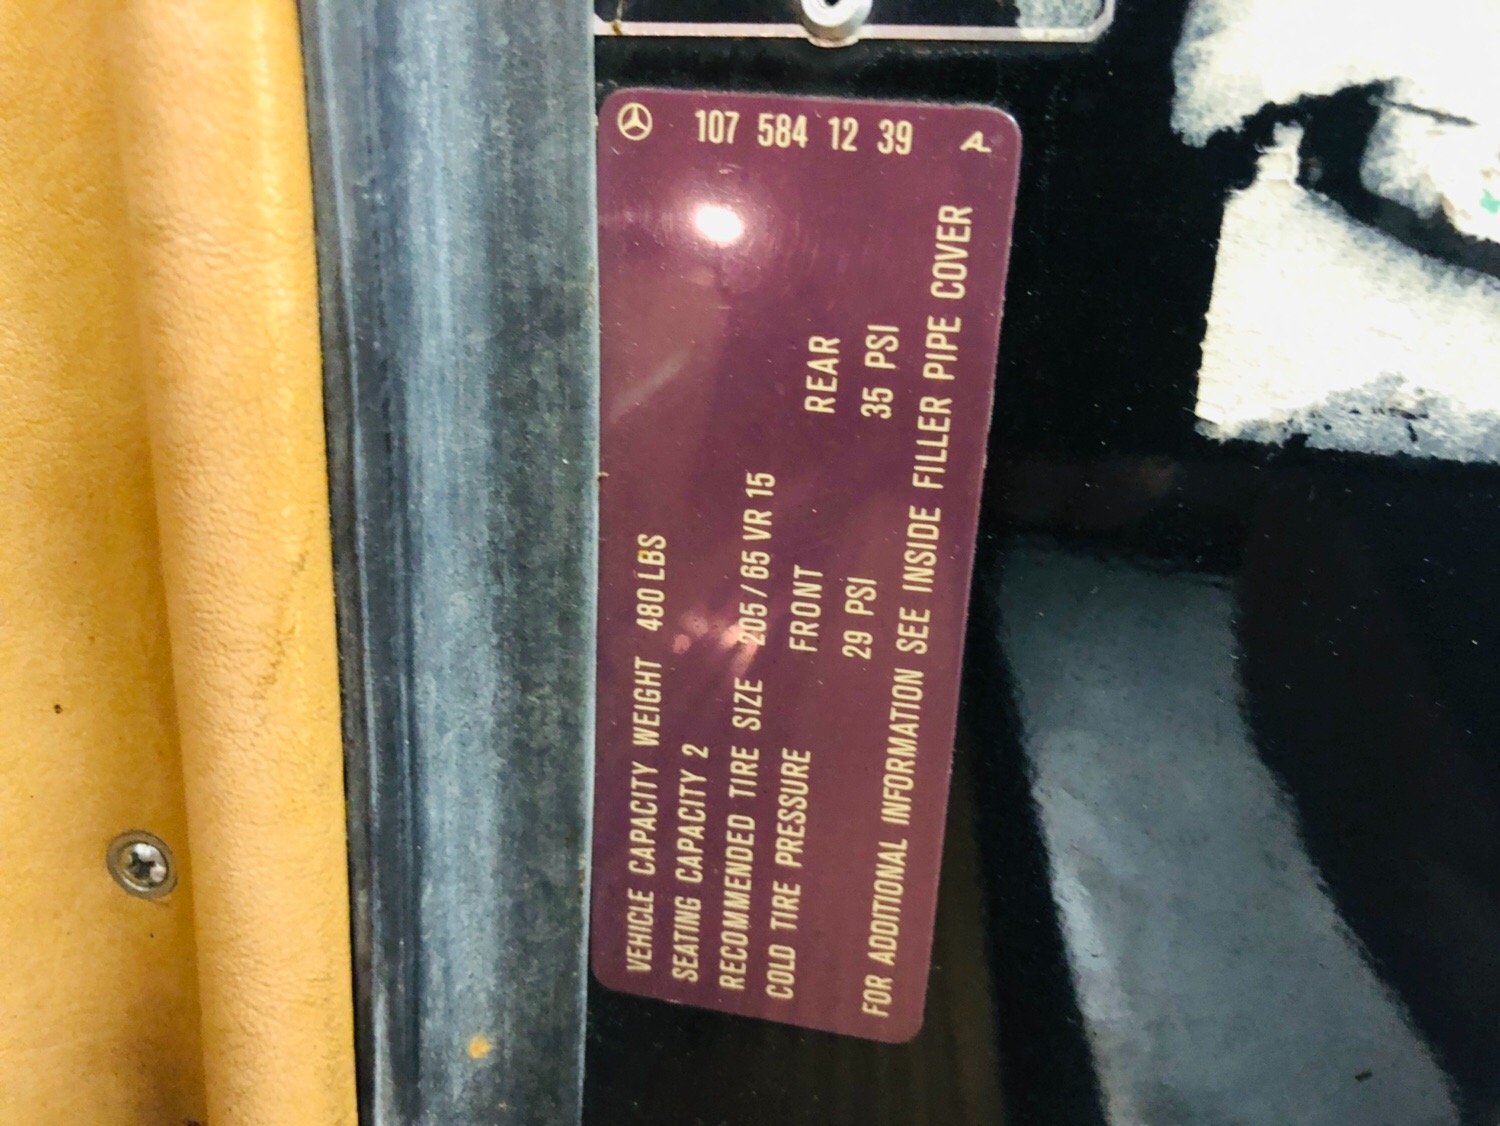 107 584 12 39 A
VEHICLE CAPACITY WEIGHT 480 LBS
SEATING CAPACITY 2
RECOMMENDED TIRE SIZE 205/65 VR 15
COLD TIRE PRESSURE FRONT REAR
29 PSI 35 PSI
FOR ADDITIONAL INFORMATION SEE INSIDE FILLER PIPE COVER